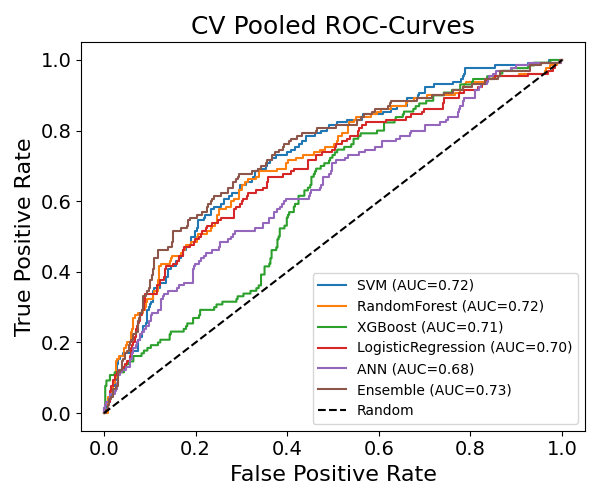 CV Pooled ROC-Curves
True Positive Rate
1.0
0.8
0.6
0.4
0.2
0.0
SVM (AUC=0.72)
RandomForest (AUC=0.72)
XGBoost (AUC=0.71)
LogisticRegression (AUC=0.70)
ANN (AUC=0.68)
Ensemble (AUC=0.73)
Random
0.0 0.2 0.4 0.6 0.8 1.0
False Positive Rate